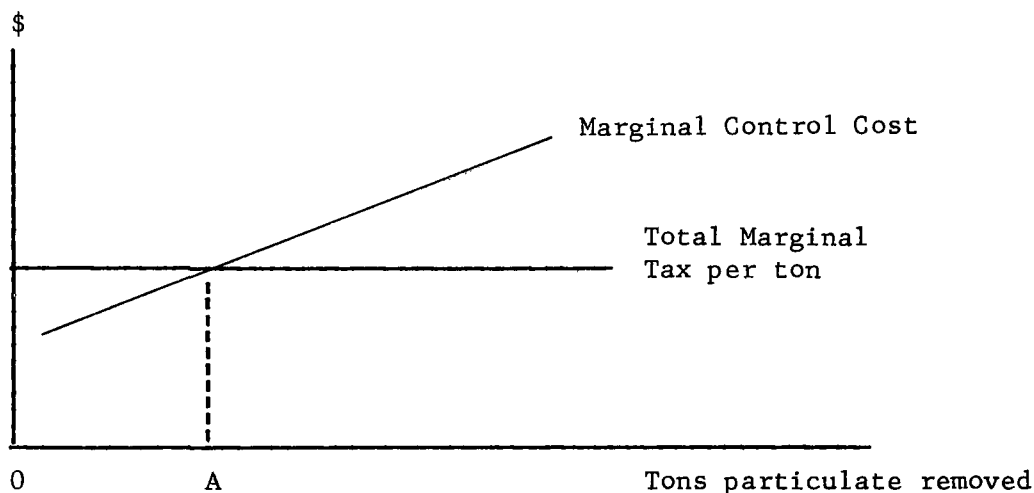 $
Marginal Control Cost
Total Marginal
Tax per ton
0
A
Tons particulate removed